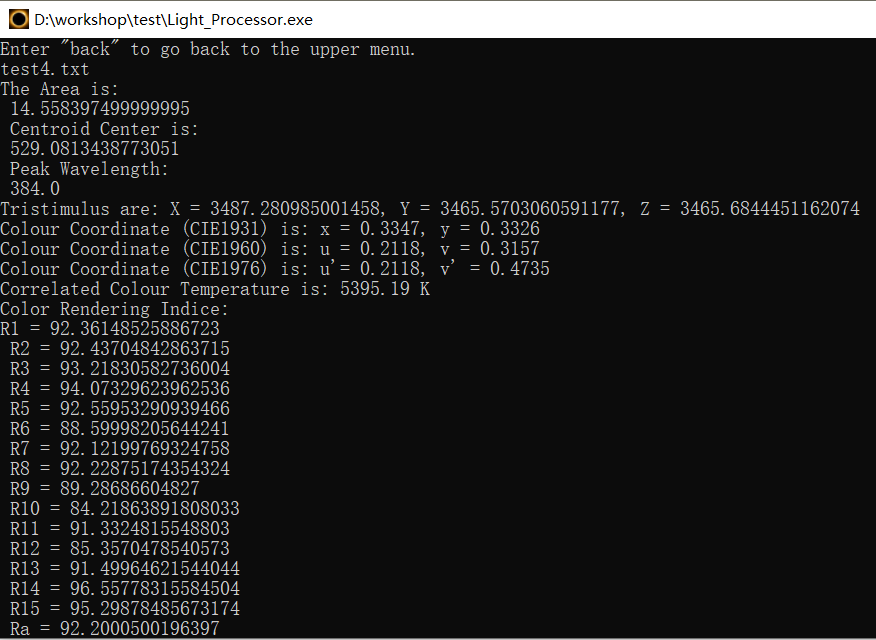 D:\workshop\test\Light_Processor.exe
Enter "back" to go back to the upper menu.
test4.txt
The Area is:
14.558397499999995
Centroid Center is:
529.0813438773051
Peak Wavelength:
384.0
Tristimulus are: X = 3487.280985001458, Y = 3465.5703060591177, Z = 3465.6844451162074
Colour Coordinate (CIE1931) is: x = 0.3347, y = 0.3326
Colour Coordinate (CIE1960) is: u = 0.2118, v = 0.3157
Colour Coordinate (CIE1976) is: u'= 0.2118, v' = 0.4735
Correlated Colour Temperature is: 5395.19 K
Color Rendering Indice:
R1 = 92.36148525886723
R2 = 92.43704842863715
R3 = 93.21830582736004
R4 = 94.07329623962536
R5 = 92.55953290939466
R6 = 88.59998205644241
R7 = 92.12199769324758
R8 = 92.22875174354324
R9 = 89.28686604827
R10 = 84.21863891808033
R11 = 91.3324815548803
R12 = 85.3570478540573
R13 = 91.49964621544044
R14 = 96.55778315584504
R15 = 95.29878485673174
Ra = 92.2000500196397